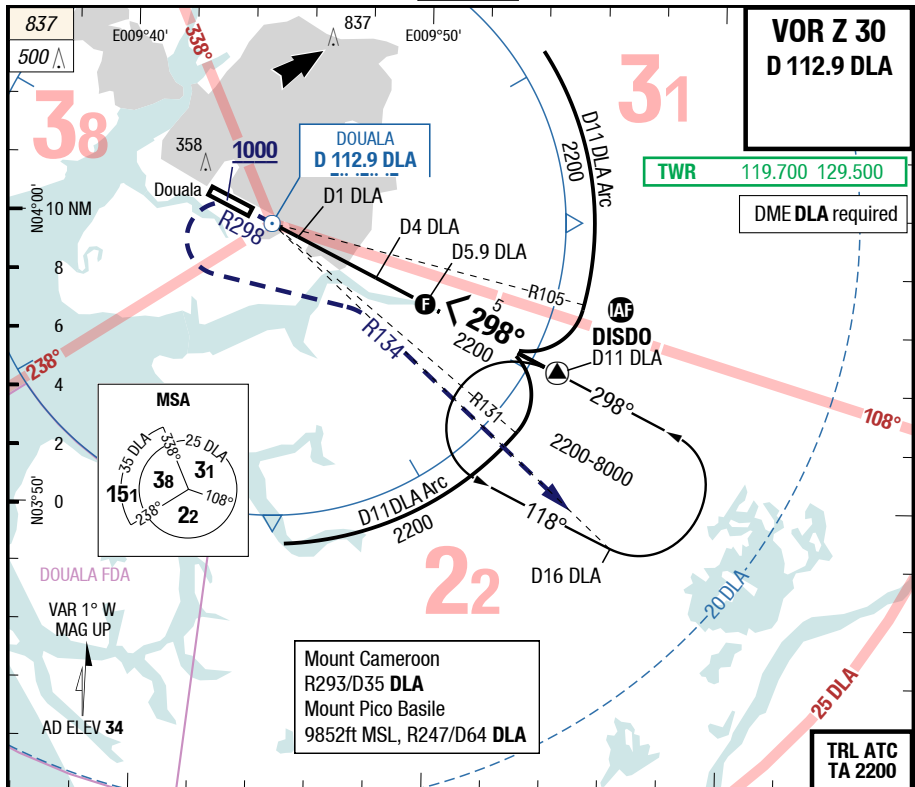 837
500
E009°40'
338°
837
E009°50'
VOR Z 30
D 112.9 DLA
38
31
D11 DLA Arc
2200
TWR 119.700 129.500
DME DLA required
358
1000
DOUALA
D 112.9 DLA
Douala
R298
D1 DLA
D4 DLA
D5.9 DLA
N04°00'
10 NM
8
6
4
2
0
N03°50'
F
5
R105
< 298°
2200
IAF
DISDO
D11 DLA
R134
238°
298°
108°
R131
2200-8000
MSA
35 DLA
338°
25 DLA
151
38
31
108°
238°
22
D11DLA Arc
2200
118°
D16 DLA
22
20 DLA
25 DLA
DOUALA FDA
VAR 1° W
MAG UP
AD ELEV 34
Mount Cameroon
R293/D35 DLA
Mount Pico Basile
9852ft MSL, R247/D64 DLA
TRL ATC
TA 2200